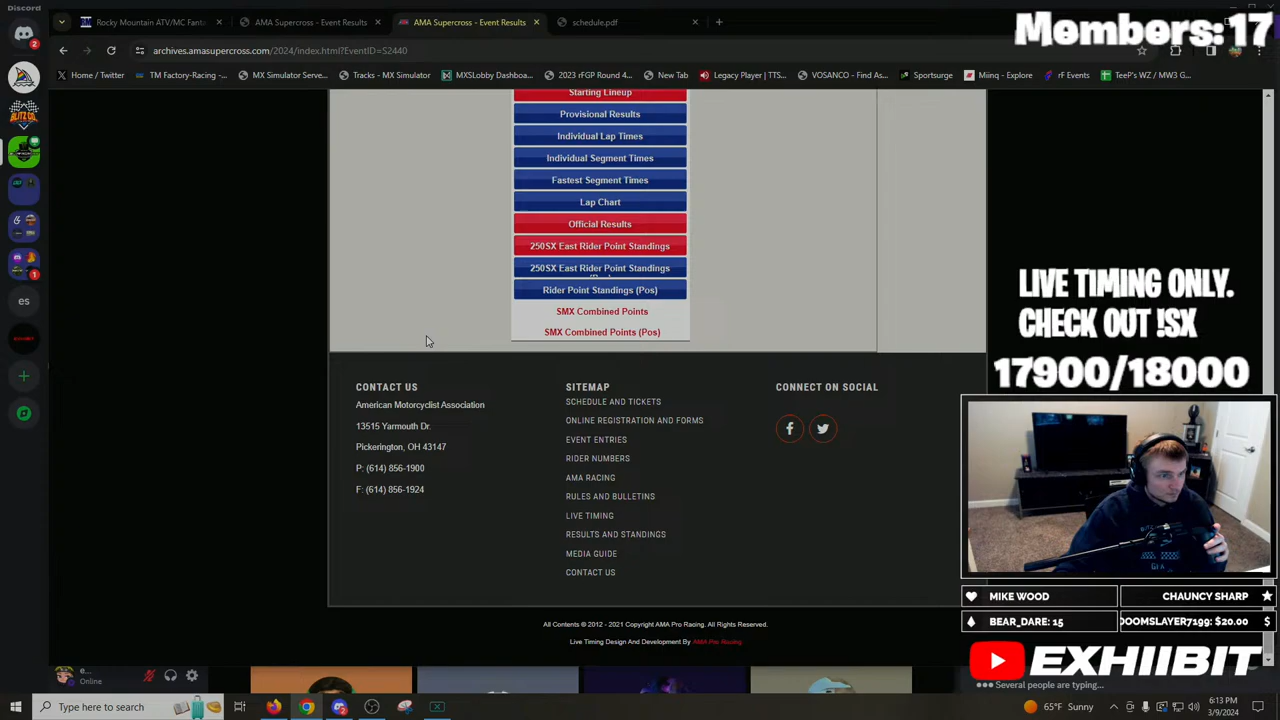 Discord
Rocky Mountain ATV/MC Fant
AMA Supercross - Event Results
AMA Supercross - Event Results
schedule.pdf
Members:17
archives.amasupercross.com/2024/index.html?EventID=S2440
Home / Twitter
TM Factory-Racing -...
MX Simulator Serve...
Tracks - MX Simulator
MXSLobby Dashboa...
2023 rFGP Round 4...
New Tab
Legacy Player | TTS...
VOSANCO - Find As...
Sportsurge
Miinq - Explore
rF Events
TeeP's WZ / MW3 G...
Starting Lineup
Provisional Results
Individual Lap Times
Individual Segment Times
Fastest Segment Times
Lap Chart
Official Results
250SX East Rider Point Standings
250SX East Rider Point Standings
Rider Point Standings (Pos)
SMX Combined Points
SMX Combined Points (Pos)
LIVE TIMING ONLY.
CHECK OUT !SX
17900/18000
es
CONTACT US
American Motorcyclist Association
13515 Yarmouth Dr.
Pickerington, OH 43147
P: (614) 856-1900
F: (614) 856-1924
SITEMAP
SCHEDULE AND TICKETS
ONLINE REGISTRATION AND FORMS
EVENT ENTRIES
RIDER NUMBERS
AMA RACING
RULES AND BULLETINS
LIVE TIMING
RESULTS AND STANDINGS
MEDIA GUIDE
CONTACT US
CONNECT ON SOCIAL
All Contents © 2012 - 2021 Copyright AMA Pro Racing. All Rights Reserved.
Live Timing Design And Development By AMA Pro Racing
MIKE WOOD
CHAUNCY SHARP
BEAR_DARE: 15
DOOMSLAYER7199: $20.00
EXHIIBIT
e...
Online
Several people are typing...
Type here to search
65°F Sunny
6:13 PM
3/9/2024